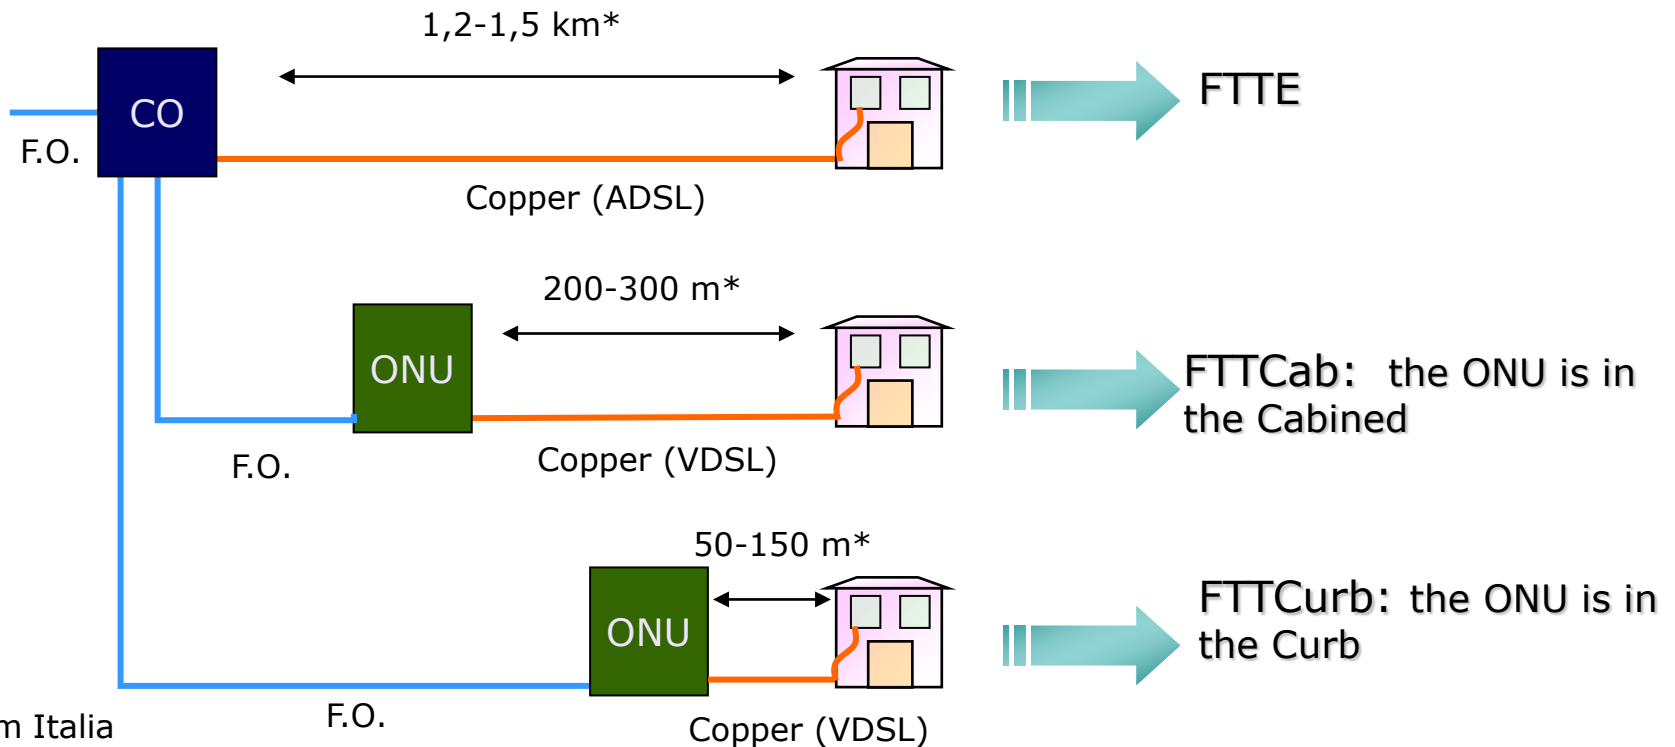 1,2-1,5 km*
CO
F.O.
Copper (ADSL)
FTTE
200-300 m*
ONU
F.O.
Copper (VDSL)
FTTCab: the ONU is in
the Cabined
50-150 m*
ONU
F.O.
Copper (VDSL)
FTTCurb: the ONU is in
the Curb
m Italia